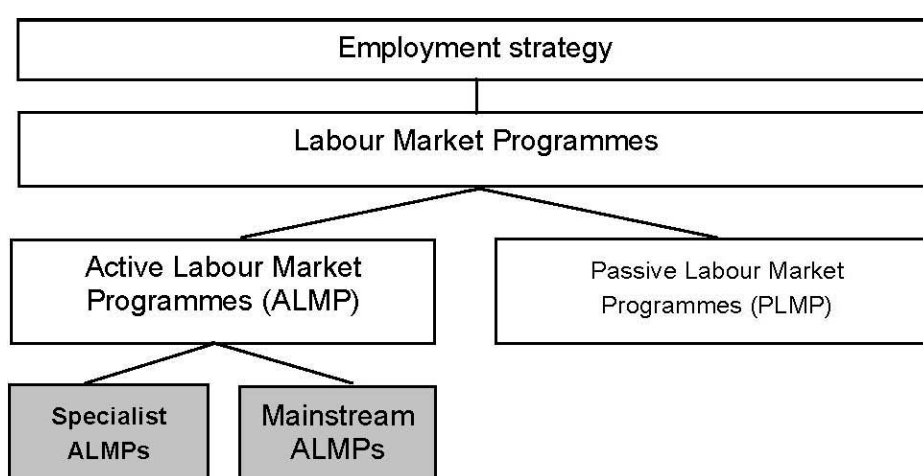 Employment strategy
Labour Market Programmes
Active Labour Market
Programmes (ALMP)
Passive Labour Market
Programmes (PLMP)
Specialist
ALMPs
Mainstream
ALMPs